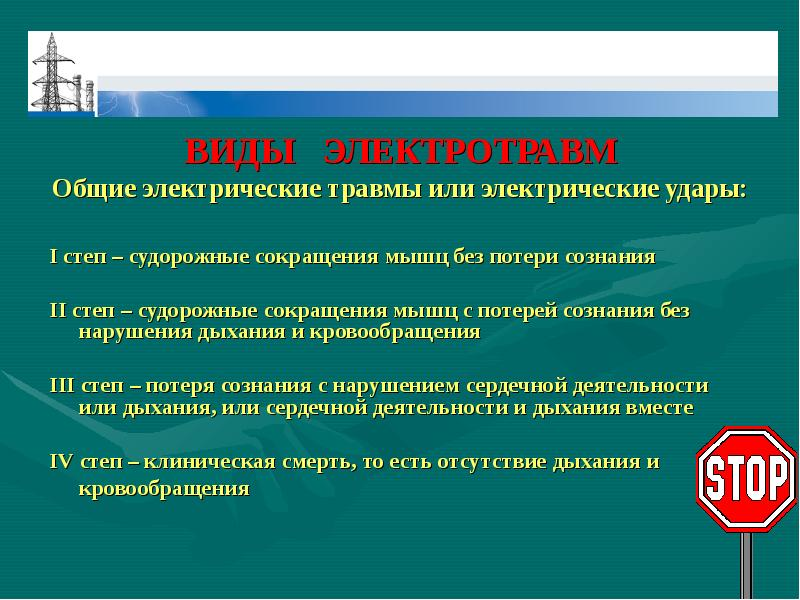 ВИДЫ ЭЛЕКТРОТРАВМ
Общие электрические травмы или электрические удары:
I степ – судорожные сокращения мышц без потери сознания
II степ – судорожные сокращения мышц с потерей сознания без
нарушения дыхания и кровообращения
III степ – потеря сознания с нарушением сердечной деятельности
или дыхания, или сердечной деятельности и дыхания вместе
IV степ – клиническая смерть, то есть отсутствие дыхания и
кровообращения
STOP